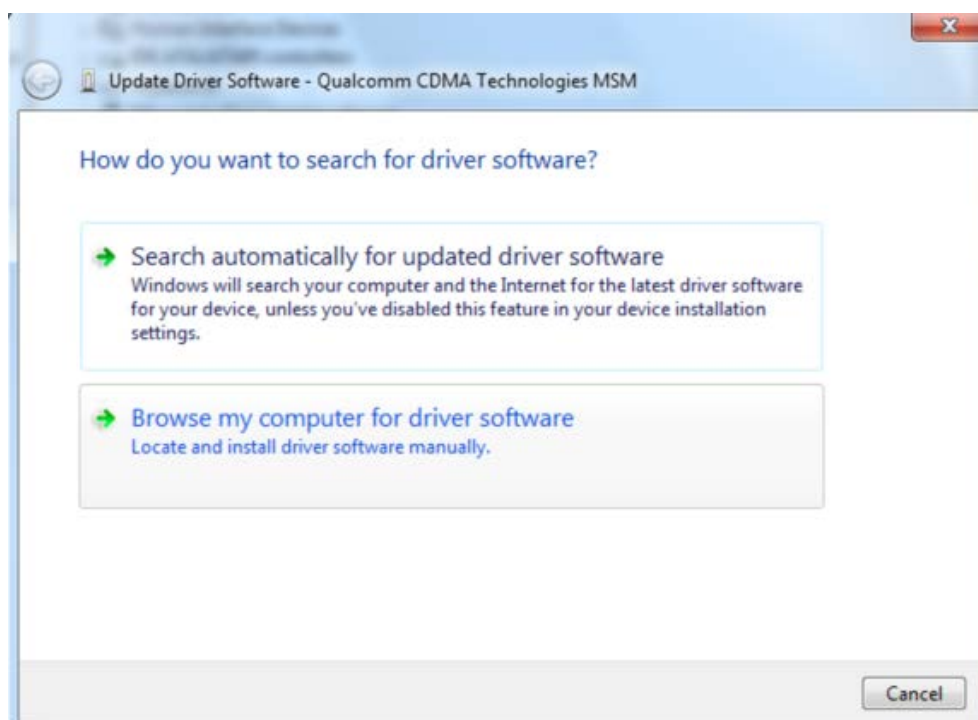 Update Driver Software - Qualcomm CDMA Technologies MSM
How do you want to search for driver software?
Search automatically for updated driver software
Windows will search your computer and the Internet for the latest driver software
for your device, unless you've disabled this feature in your device installation
settings.
Browse my computer for driver software
Locate and install driver software manually.
Cancel